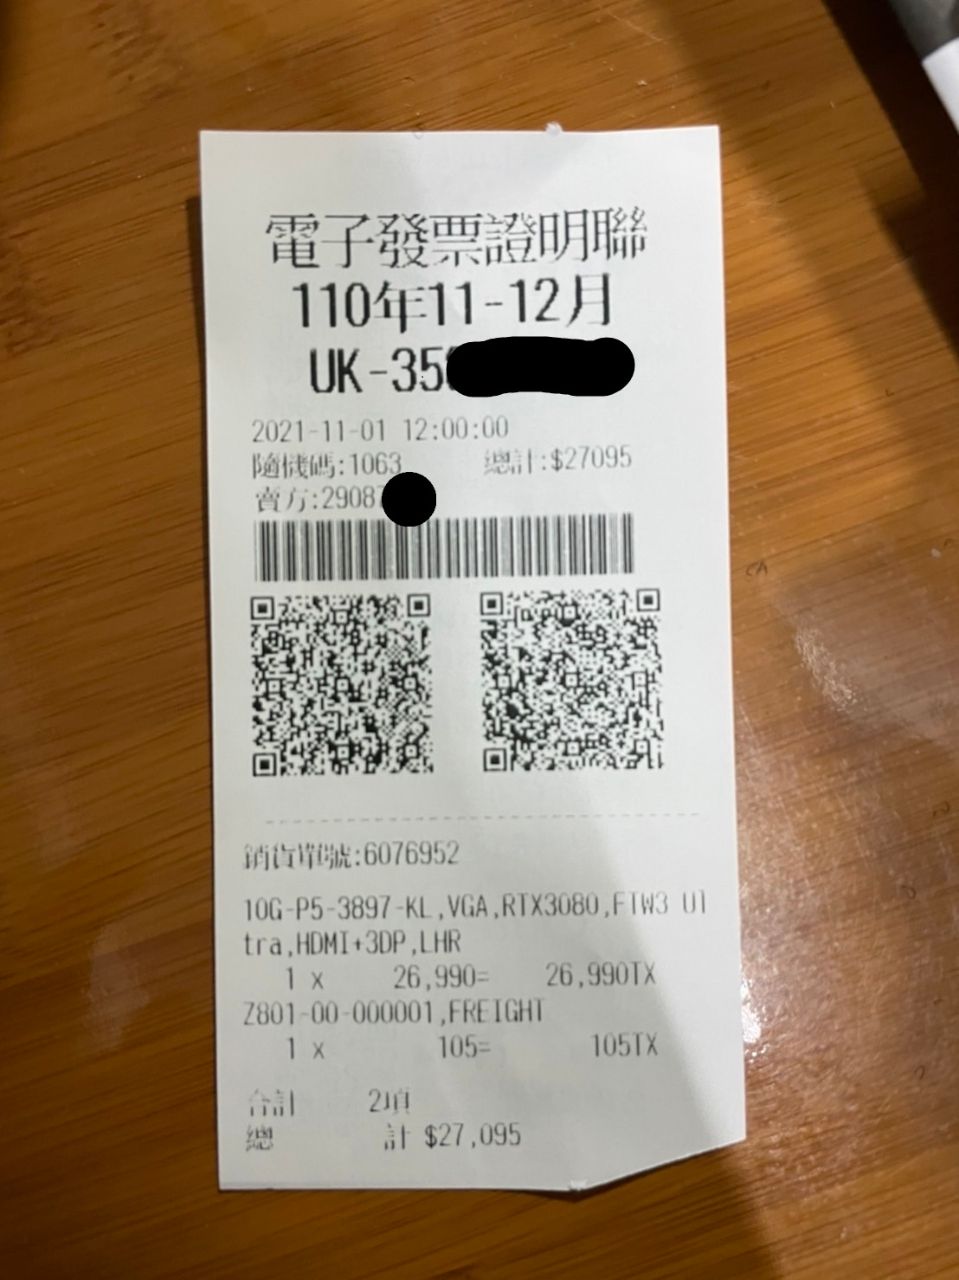 電子發票證明聯
110年11-12月
UK-35
2021-11-01 12:00:00
隨機碼:1063 總計:$27095
賣方:2908
銷貨單號:6076952
10G-P5-3897-KL,VGA,RTX3080,FTW3 Ul
tra,HDMI+3DP,LHR
1 x 26,990= 26,990TX
Z801-00-000001,FREIGHT
1 x 105= 105TX
合計 2項
總 計 $27,095